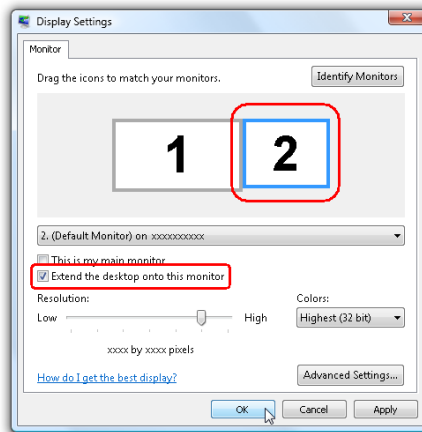 Display Settings
Monitor
Drag the icons to match your monitors.
Identify Monitors
1
2
2. (Default Monitor) on xxxxxxxxxx
This is my main monitor
Extend the desktop onto this monitor
Resolution:
Colors:
Low
High
Highest (32 bit)
xxxx by xxxx pixels
How do I get the best display?
Advanced Settings...
OK
Cancel
Apply